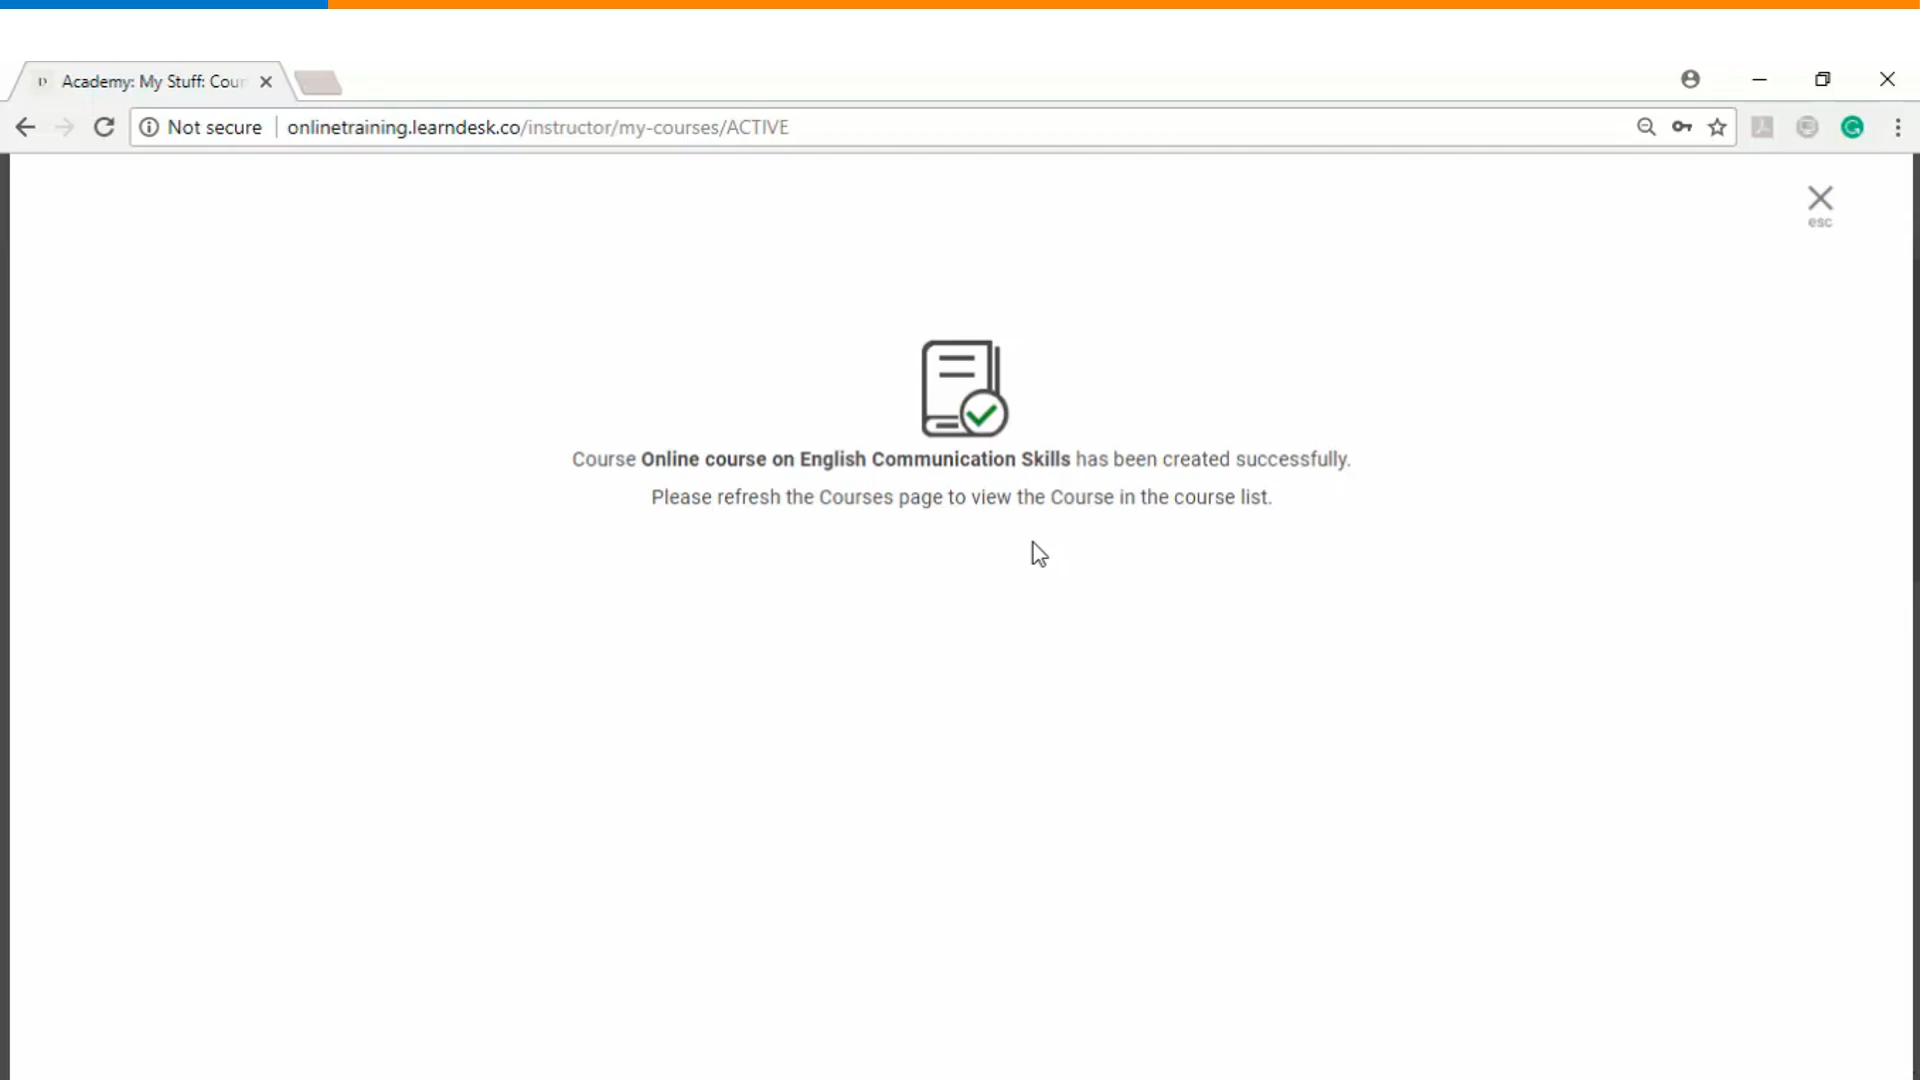 Academy: My Stuff: Cour
Not secure
onlinetraining.learndesk.co/instructor/my-courses/ACTIVE
esc
Course Online course on English Communication Skills has been created successfully.
Please refresh the Courses page to view the Course in the course list.